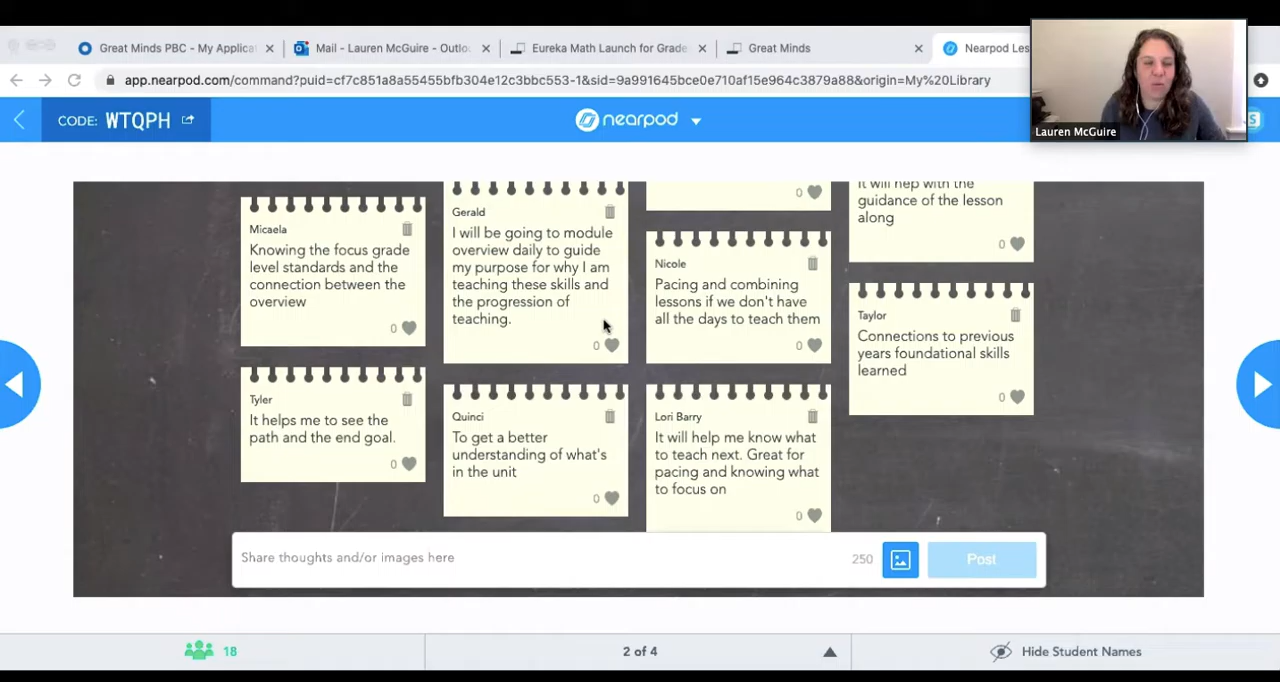 Great Minds PBC - My Applica
Mail - Lauren McGuire - Outlo
Eureka Math Launch for Grade
Great Minds
Nearpod Les
app.nearpod.com/command?puid=cf7c851a8a55455bfb304e12c3bbc553-1&sid=9a991645bce0e710af15e964c3879a88&origin=My%20Library
Lauren McGuire
CODE: WTQPH
nearpod
S
Micaela
Knowing the focus grade
level standards and the
connection between the
overview
0
Tyler
It helps me to see the
path and the end goal.
0
Gerald
I will be going to module
overview daily to guide
my purpose for why I am
teaching these skills and
the progression of
teaching.
0
Quinci
To get a better
understanding of what's
in the unit
0
0
Nicole
Pacing and combining
lessons if we don't have
all the days to teach them
0
Lori Barry
It will help me know what
to teach next. Great for
pacing and knowing what
to focus on
0
It will hep with the
guidance of the lesson
along
0
Taylor
Connections to previous
years foundational skills
learned
0
Share thoughts and/or images here
250
Post
18
2 of 4
Hide Student Names